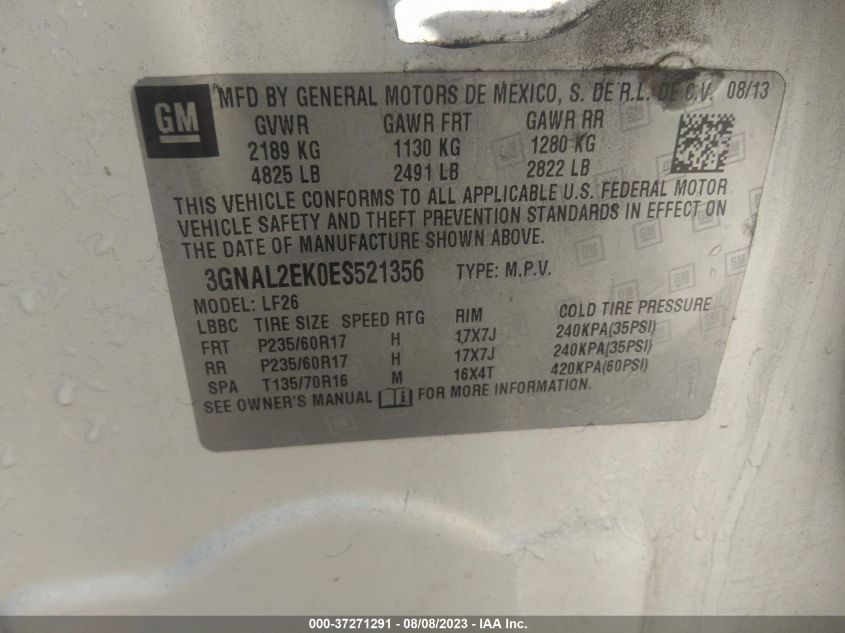 GM
MFD BY GENERAL MOTORS DE MEXICO, S. DE R.L. DE C.V. 08/13
GVWR GAWR FRT GAWR RR
2189 KG 1130 KG 1280 KG
4825 LB 2491 LB 2822 LB
THIS VEHICLE CONFORMS TO ALL APPLICABLE U.S. FEDERAL MOTOR
VEHICLE SAFETY AND THEFT PREVENTION STANDARDS IN EFFECT ON
THE DATE OF MANUFACTURE SHOWN ABOVE.
3GNAL2EK0ES521356 TYPE: M.P.V.
MODEL: LF26
LBBC TIRE SIZE SPEED RTG RIM COLD TIRE PRESSURE
FRT P235/60R17 H 17X7J 240KPA(35PSI)
RR P235/60R17 H 17X7J 240KPA(35PSI)
SPA T135/70R16 M 16X4T 420KPA(60PSI)
SEE OWNER'S MANUAL FOR MORE INFORMATION.
000-37271291 - 08/08/2023 - IAA Inc.